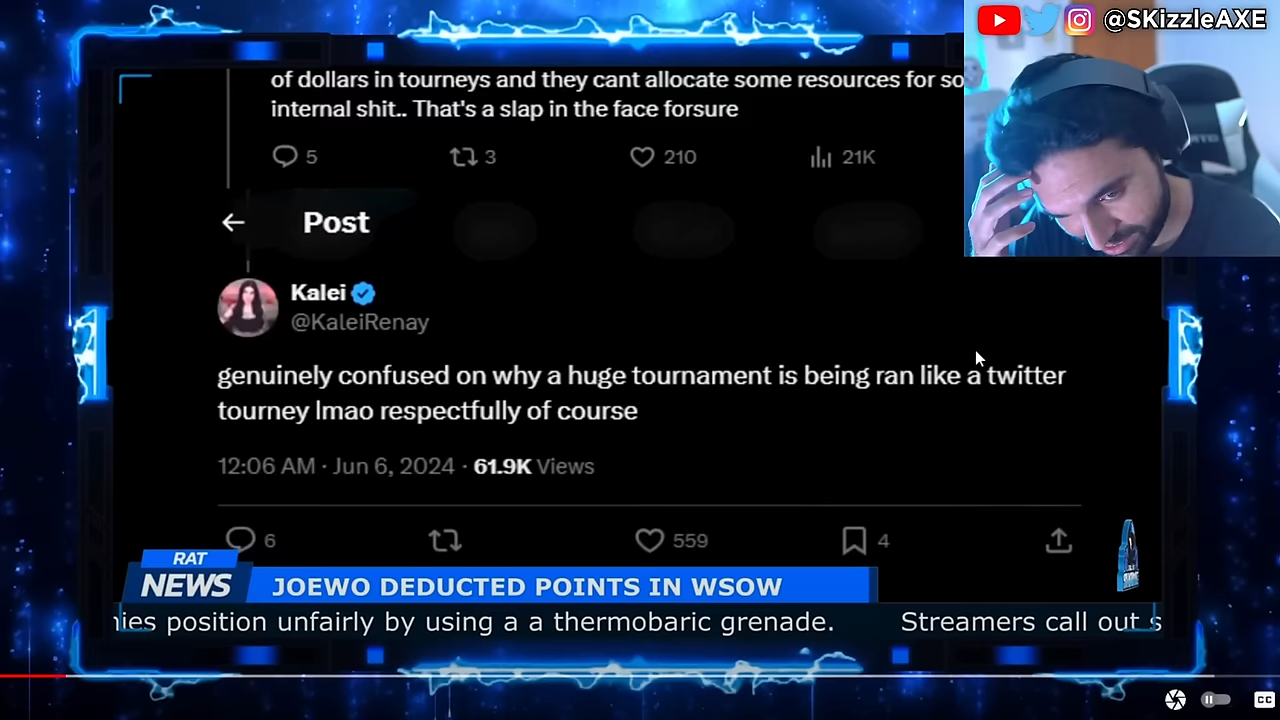 @SKizzleAXE
of dollars in tourneys and they cant allocate some resources for so
internal shit.. That's a slap in the face forsure
5 3 210 21K
Post
Kalei
@KaleiRenay
genuinely confused on why a huge tournament is being ran like a twitter
tourney lmao respectfully of course
12:06 AM · Jun 6, 2024 · 61.9K Views
6 559 4
RAT
NEWS JOEWO DEDUCTED POINTS IN WSOW
nies position unfairly by using a a thermobaric grenade. Streamers call out s
CC